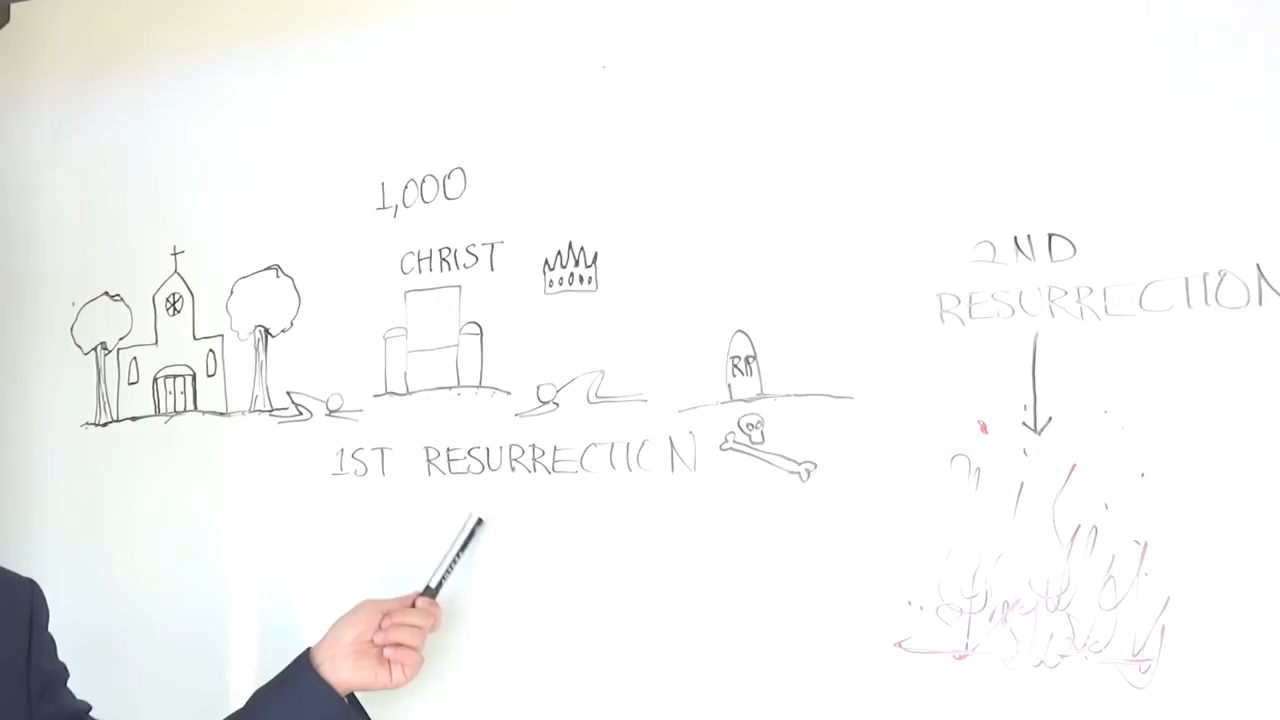 1,000
CHRIST
RIP
1ST RESURRECTION
2ND
RESURRECTION